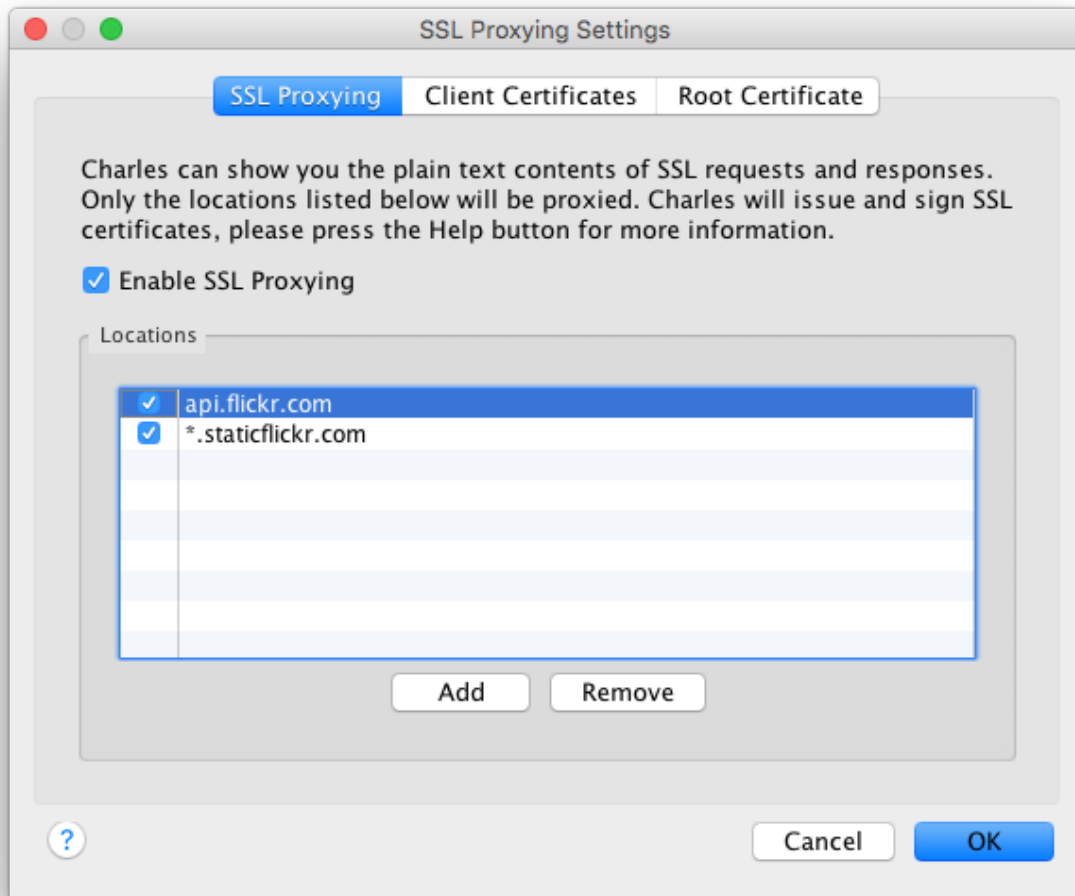 SSL Proxying Settings
SSL Proxying Client Certificates Root Certificate
Charles can show you the plain text contents of SSL requests and responses.
Only the locations listed below will be proxied. Charles will issue and sign SSL
certificates, please press the Help button for more information.
Enable SSL Proxying
Locations
api.flickr.com
*.staticflickr.com
Add Remove
? Cancel OK